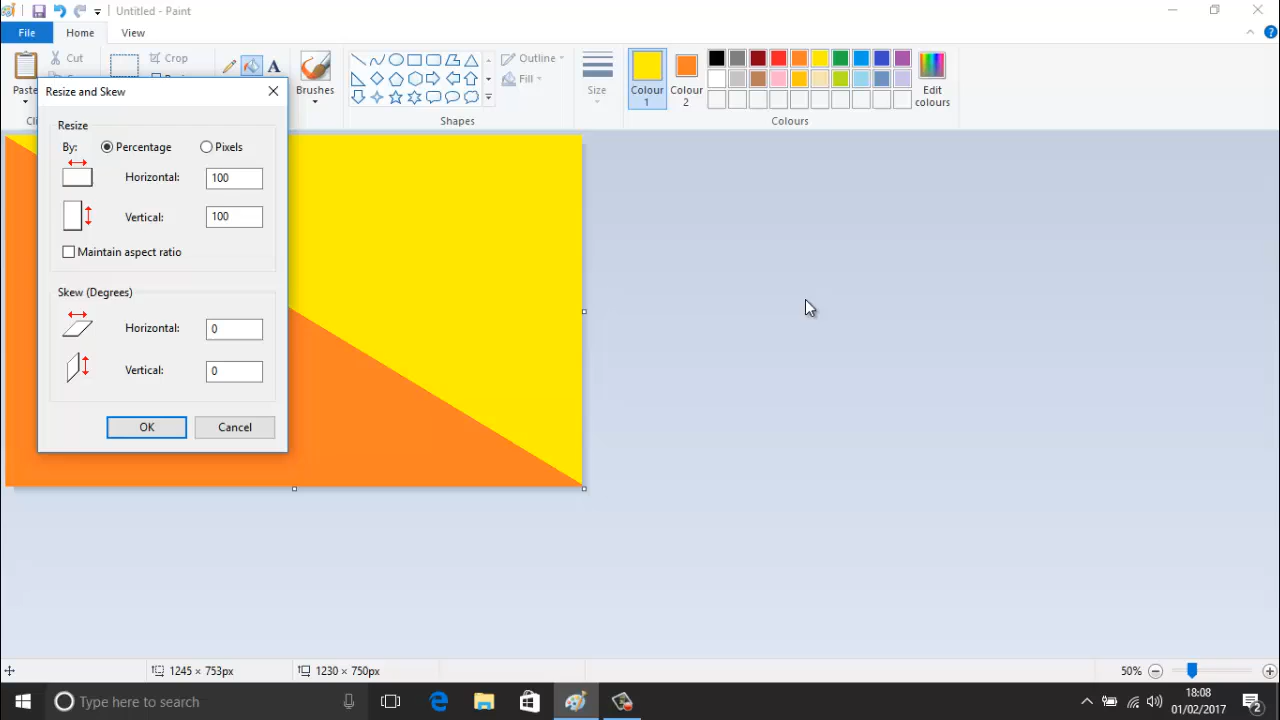 Untitled - Paint
File
Home
View
Cut
Crop
Paste
Brushes
Outline
Fill
Shapes
Size
Colour 1
Colour 2
Edit colours
Colours
Resize and Skew
Resize
By:
Percentage
Pixels
Horizontal:
100
Vertical:
100
Maintain aspect ratio
Skew (Degrees)
Horizontal:
0
Vertical:
0
OK
Cancel
1245 × 753px
1230 × 750px
50%
Type here to search
18:08
01/02/2017
2